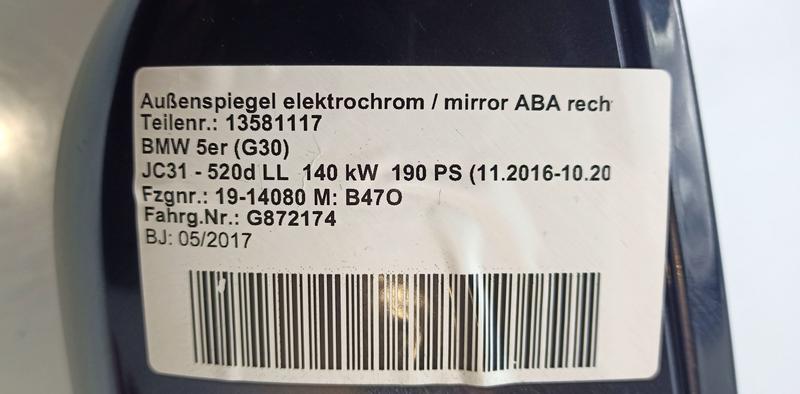 Außenspiegel elektrochrom / mirror ABA rech
Teilenr.: 13581117
BMW 5er (G30)
JC31 - 520d LL 140 kW 190 PS (11.2016-10.20
Fzgnr.: 19-14080 M: B47O
Fahrg.Nr.: G872174
BJ: 05/2017